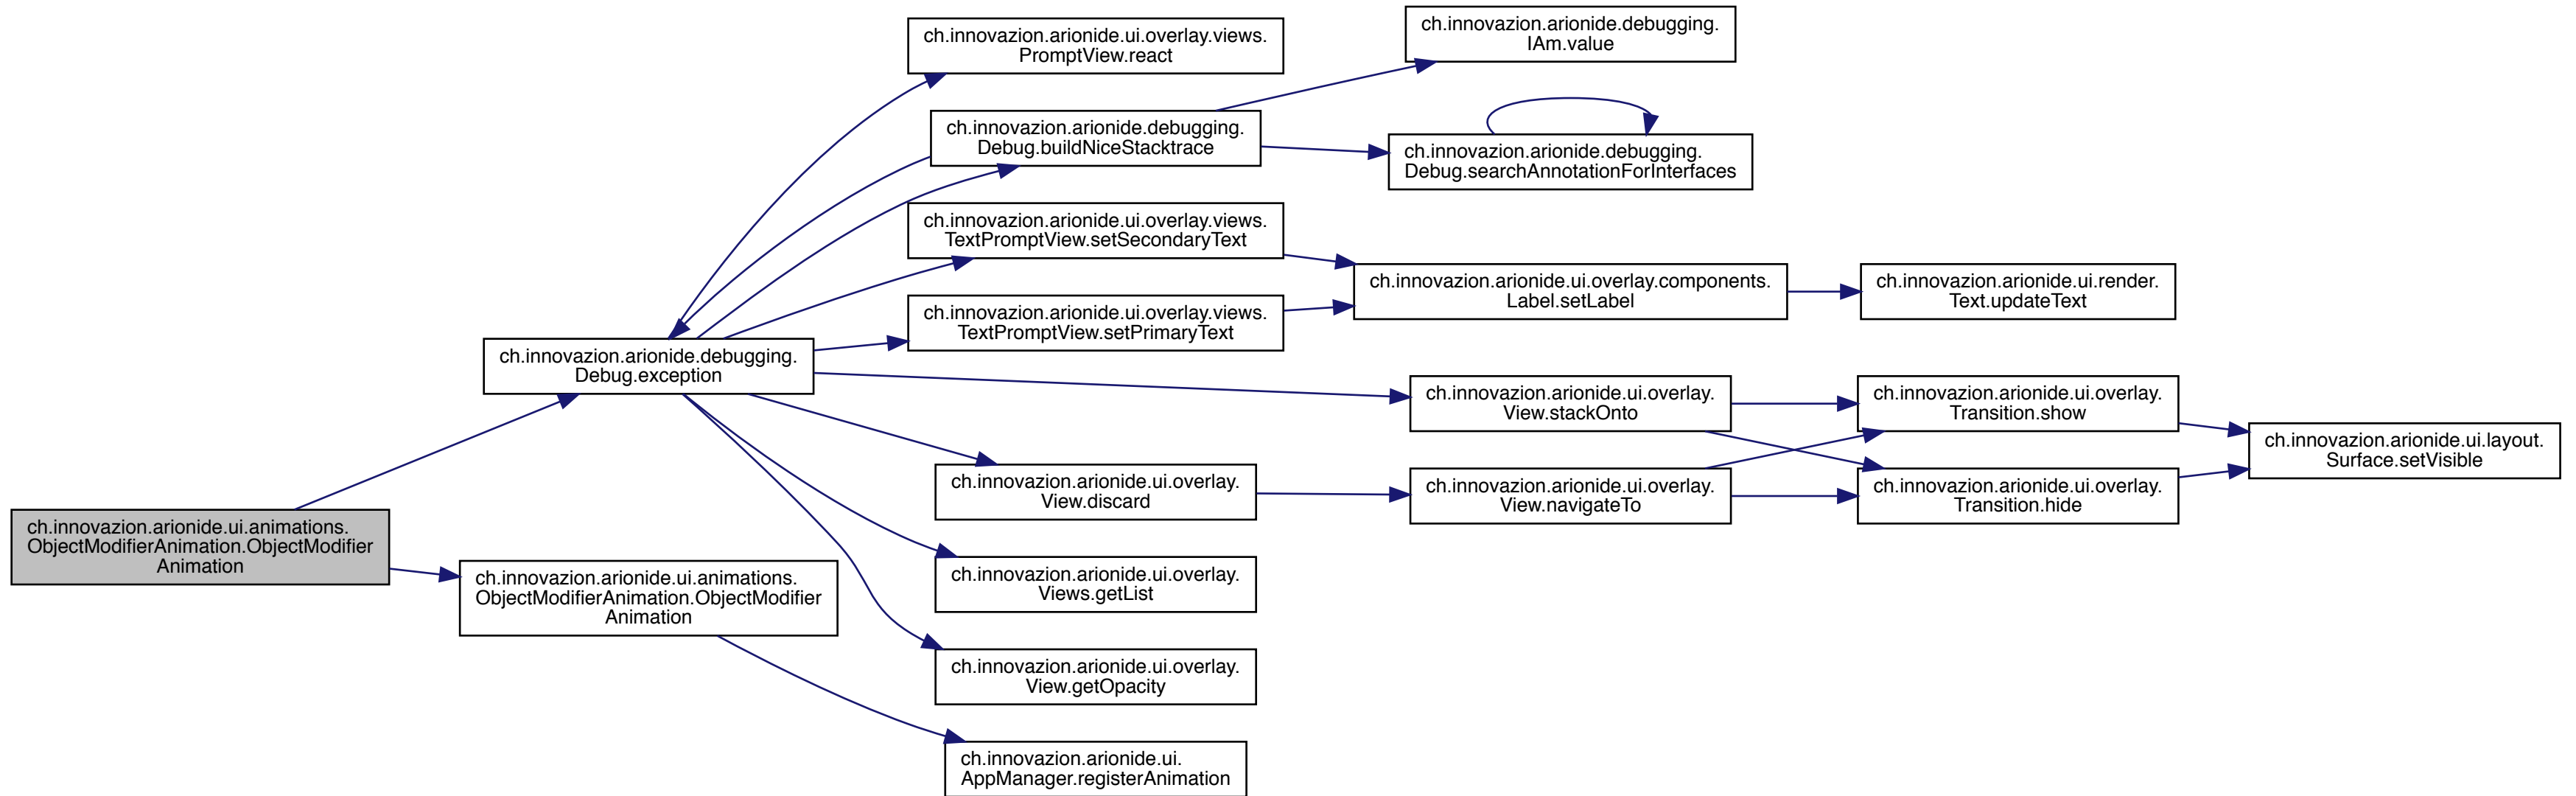 ch.innovazion.arionide.ui.animations.
ObjectModifierAnimation.ObjectModifier
Animation
ch.innovazion.arionide.debugging.
Debug.exception
ch.innovazion.arionide.ui.animations.
ObjectModifierAnimation.ObjectModifier
Animation
ch.innovazion.arionide.ui.overlay.views.
PromptView.react
ch.innovazion.arionide.debugging.
Debug.buildNiceStacktrace
ch.innovazion.arionide.ui.overlay.views.
TextPromptView.setSecondaryText
ch.innovazion.arionide.ui.overlay.views.
TextPromptView.setPrimaryText
ch.innovazion.arionide.ui.overlay.
View.discard
ch.innovazion.arionide.ui.overlay.
Views.getList
ch.innovazion.arionide.ui.overlay.
View.getOpacity
ch.innovazion.arionide.ui.
AppManager.registerAnimation
ch.innovazion.arionide.debugging.
IAm.value
ch.innovazion.arionide.debugging.
Debug.searchAnnotationForInterfaces
ch.innovazion.arionide.ui.overlay.components.
Label.setLabel
ch.innovazion.arionide.ui.overlay.
View.stackOnto
ch.innovazion.arionide.ui.overlay.
View.navigateTo
ch.innovazion.arionide.ui.render.
Text.updateText
ch.innovazion.arionide.ui.overlay.
Transition.show
ch.innovazion.arionide.ui.overlay.
Transition.hide
ch.innovazion.arionide.ui.layout.
Surface.setVisible